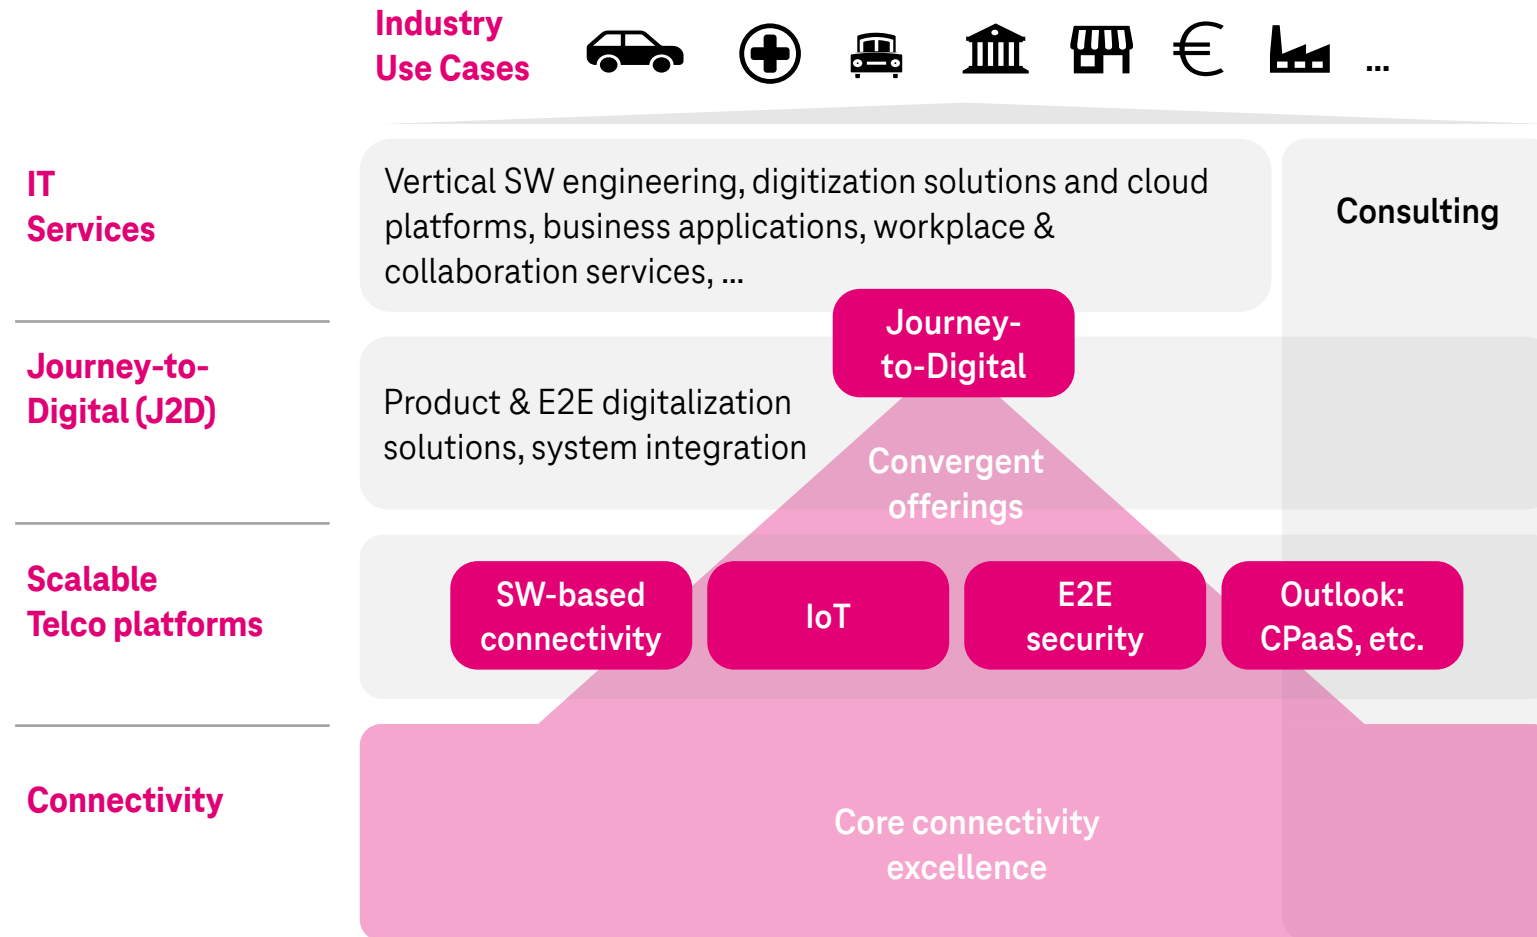 Industry
Use Cases
...
IT
Services
Vertical SW engineering, digitization solutions and cloud
platforms, business applications, workplace &
collaboration services, ...
Consulting
Journey-to-
Digital (J2D)
Journey-
to-Digital
Product & E2E digitalization
solutions, system integration
Convergent
offerings
Scalable
Telco platforms
SW-based
connectivity
IoT
E2E
security
Outlook:
CPaaS, etc.
Connectivity
Core connectivity
excellence